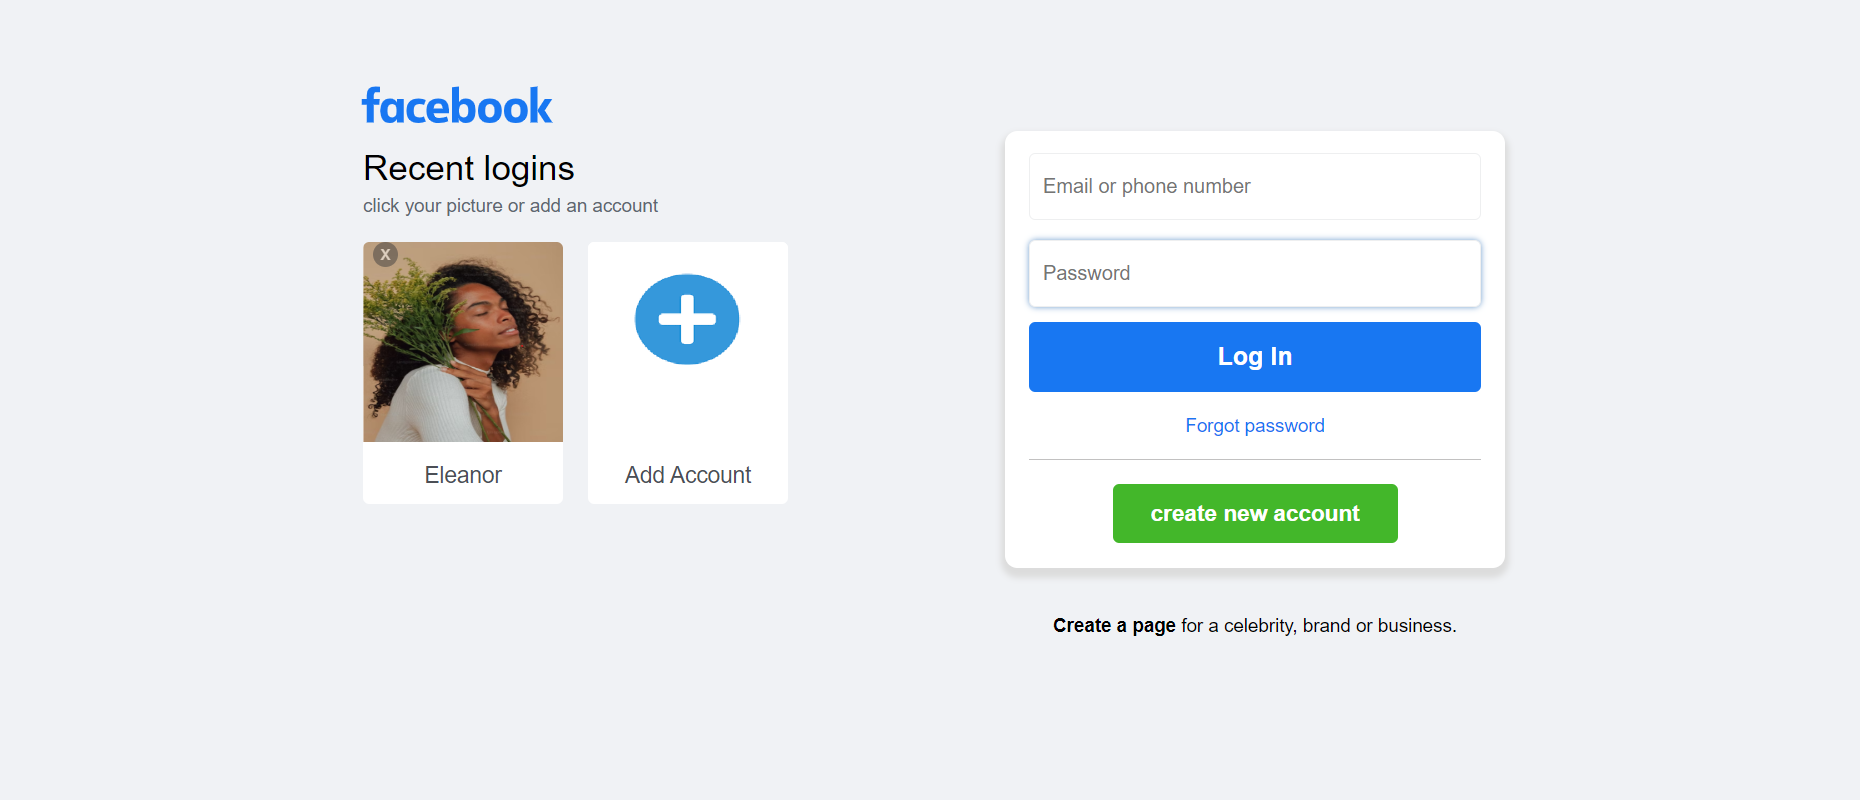 facebook
Recent logins
click your picture or add an account
X
Eleanor
Add Account
Email or phone number
Password
Log In
Forgot password
create new account
Create a page for a celebrity, brand or business.